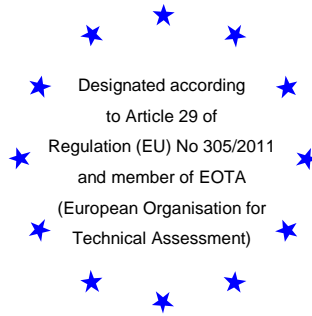 Designated according
to Article 29 of
Regulation (EU) No 305/2011
and member of EOTA
(European Organisation for
Technical Assessment)